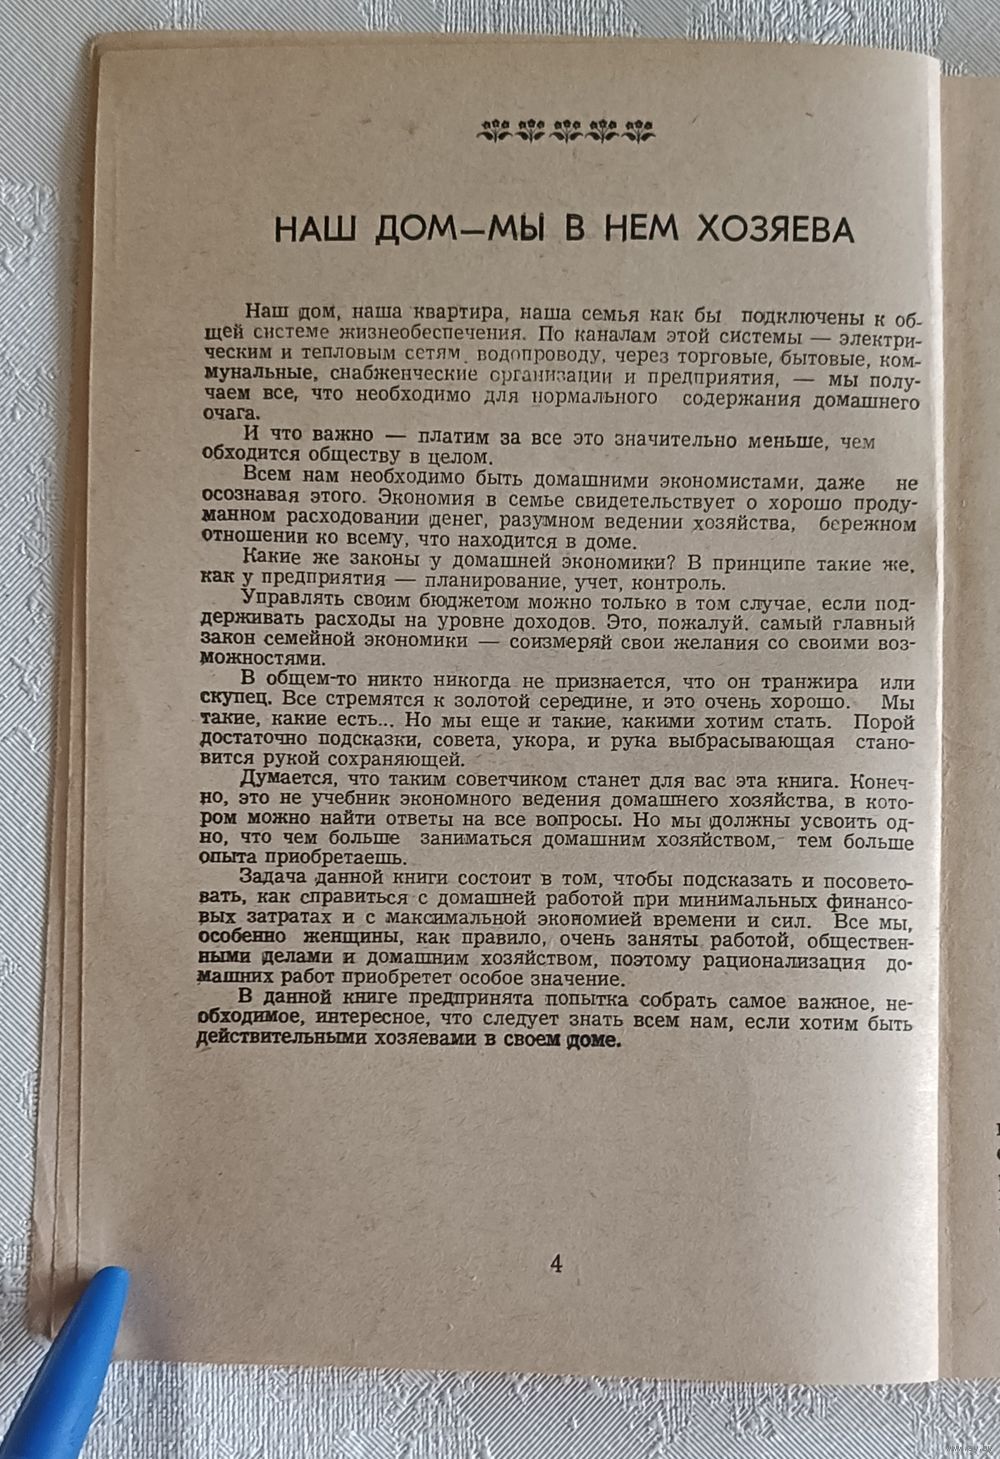 НАШ ДОМ—МЫ В НЕМ ХОЗЯЕВА
Наш дом, наша квартира, наша семья как бы подключены к об-
щей системе жизнеобеспечения. По каналам этой системы — электри-
ческим и тепловым сетям, водопроводу, через торговые, бытовые, ком-
мунальные, снабженческие организации и предприятия, — мы полу-
чаем все, что необходимо для нормального содержания домашнего
очага.
И что важно — платим за все это значительно меньше, чем
обходится обществу в целом.
Всем нам необходимо быть домашними экономистами, даже не
осознавая этого. Экономия в семье свидетельствует о хорошо проду-
манном расходовании денег, разумном ведении хозяйства, бережном
отношении ко всему, что находится в доме.
Какие же законы у домашней экономики? В принципе такие же,
как у предприятия — планирование, учет, контроль.
Управлять своим бюджетом можно только в том случае, если под-
держивать расходы на уровне доходов. Это, пожалуй, самый главный
закон семейной экономики — соизмеряй свои желания со своими воз-
можностями.
В общем-то никто никогда не признается, что он транжира или
скупец. Все стремятся к золотой середине, и это очень хорошо. Мы
такие, какие есть... Но мы еще и такие, какими хотим стать. Порой
достаточно подсказки, совета, укора, и рука выбрасывающая стано-
вится рукой сохраняющей.
Думается, что таким советчиком станет для вас эта книга. Конеч-
но, это не учебник экономного ведения домашнего хозяйства, в кото-
ром можно найти ответы на все вопросы. Но мы должны усвоить од-
но, что чем больше заниматься домашним хозяйством, тем больше
опыта приобретаешь.
Задача данной книги состоит в том, чтобы подсказать и посовето-
вать, как справиться с домашней работой при минимальных финансо-
вых затратах и с максимальной экономией времени и сил. Все мы,
особенно женщины, как правило, очень заняты работой, обществен-
ными делами и домашним хозяйством, поэтому рационализация до-
машних работ приобретет особое значение.
В данной книге предпринята попытка собрать самое важное, не-
обходимое, интересное, что следует знать всем нам, если хотим быть
действительными хозяевами в своем доме.
4